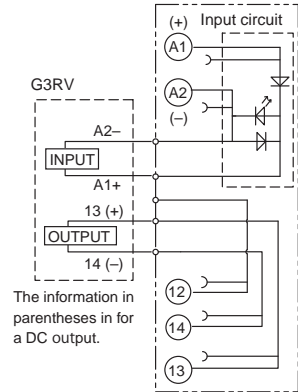 (+)
Input circuit
A1
A2
(–)
G3RV
A2–
INPUT
A1+
13 (+)
OUTPUT
14 (–)
The information in
parentheses in for
a DC output.
12
14
13